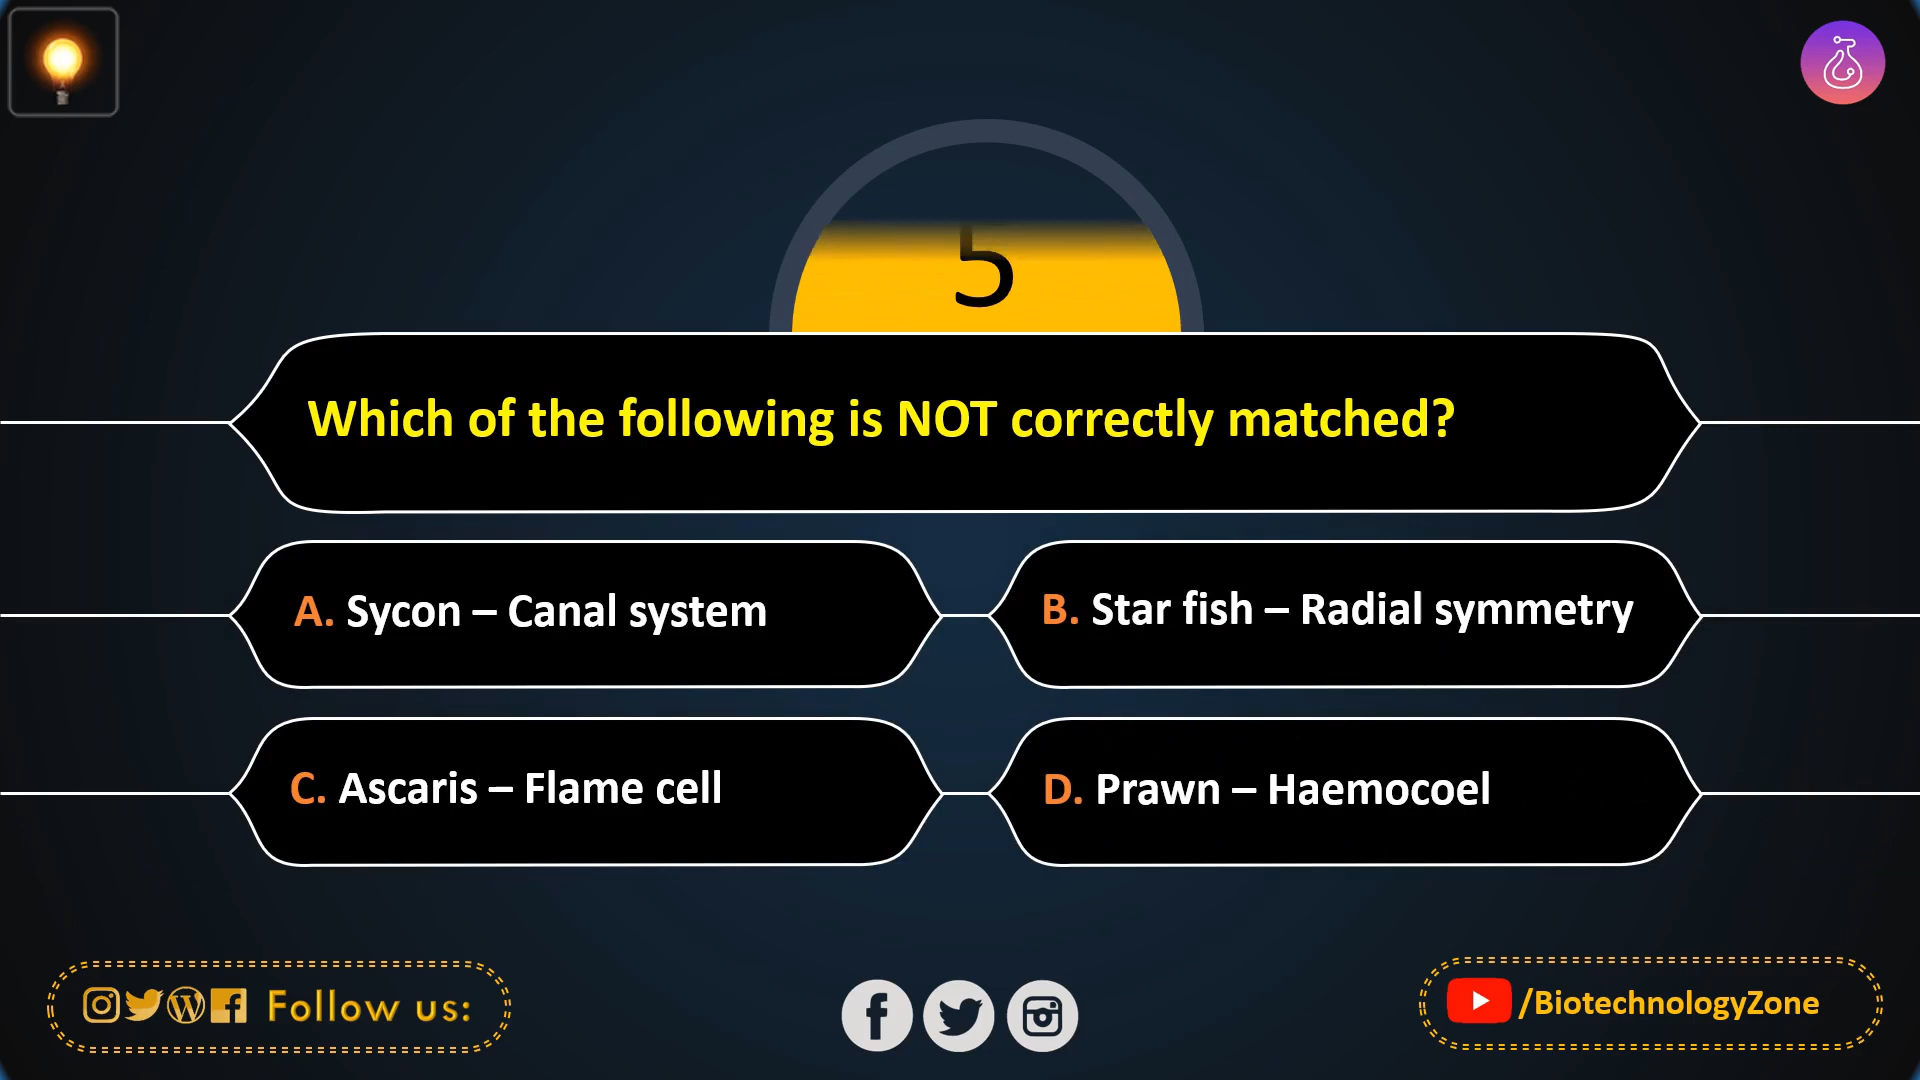 5
Which of the following is NOT correctly matched?
A. Sycon – Canal system
B. Star fish – Radial symmetry
C. Ascaris – Flame cell
D. Prawn – Haemocoel
Follow us:
/BiotechnologyZone